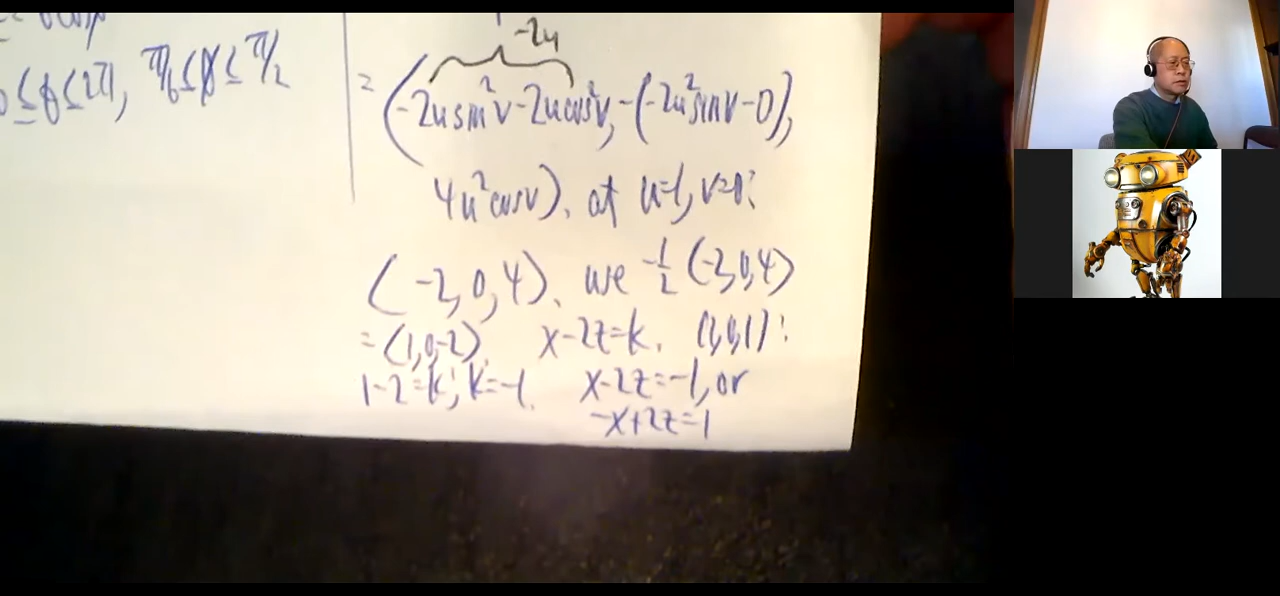 0 ≤ θ ≤ 2π, π/6 ≤ φ ≤ π/2
-2u
= (-2u sin²v - 2u cos²v, -(-2u² sin v - 0),
4u² cos v). at u=1, v=0:
(-2, 0, 4). use -1/2 (-2, 0, 4)
= (1, 0, -2). x-2z=k. (1, 0, 1):
1-2=k; k=-1. x-2z=-1, or
-x+2z=1